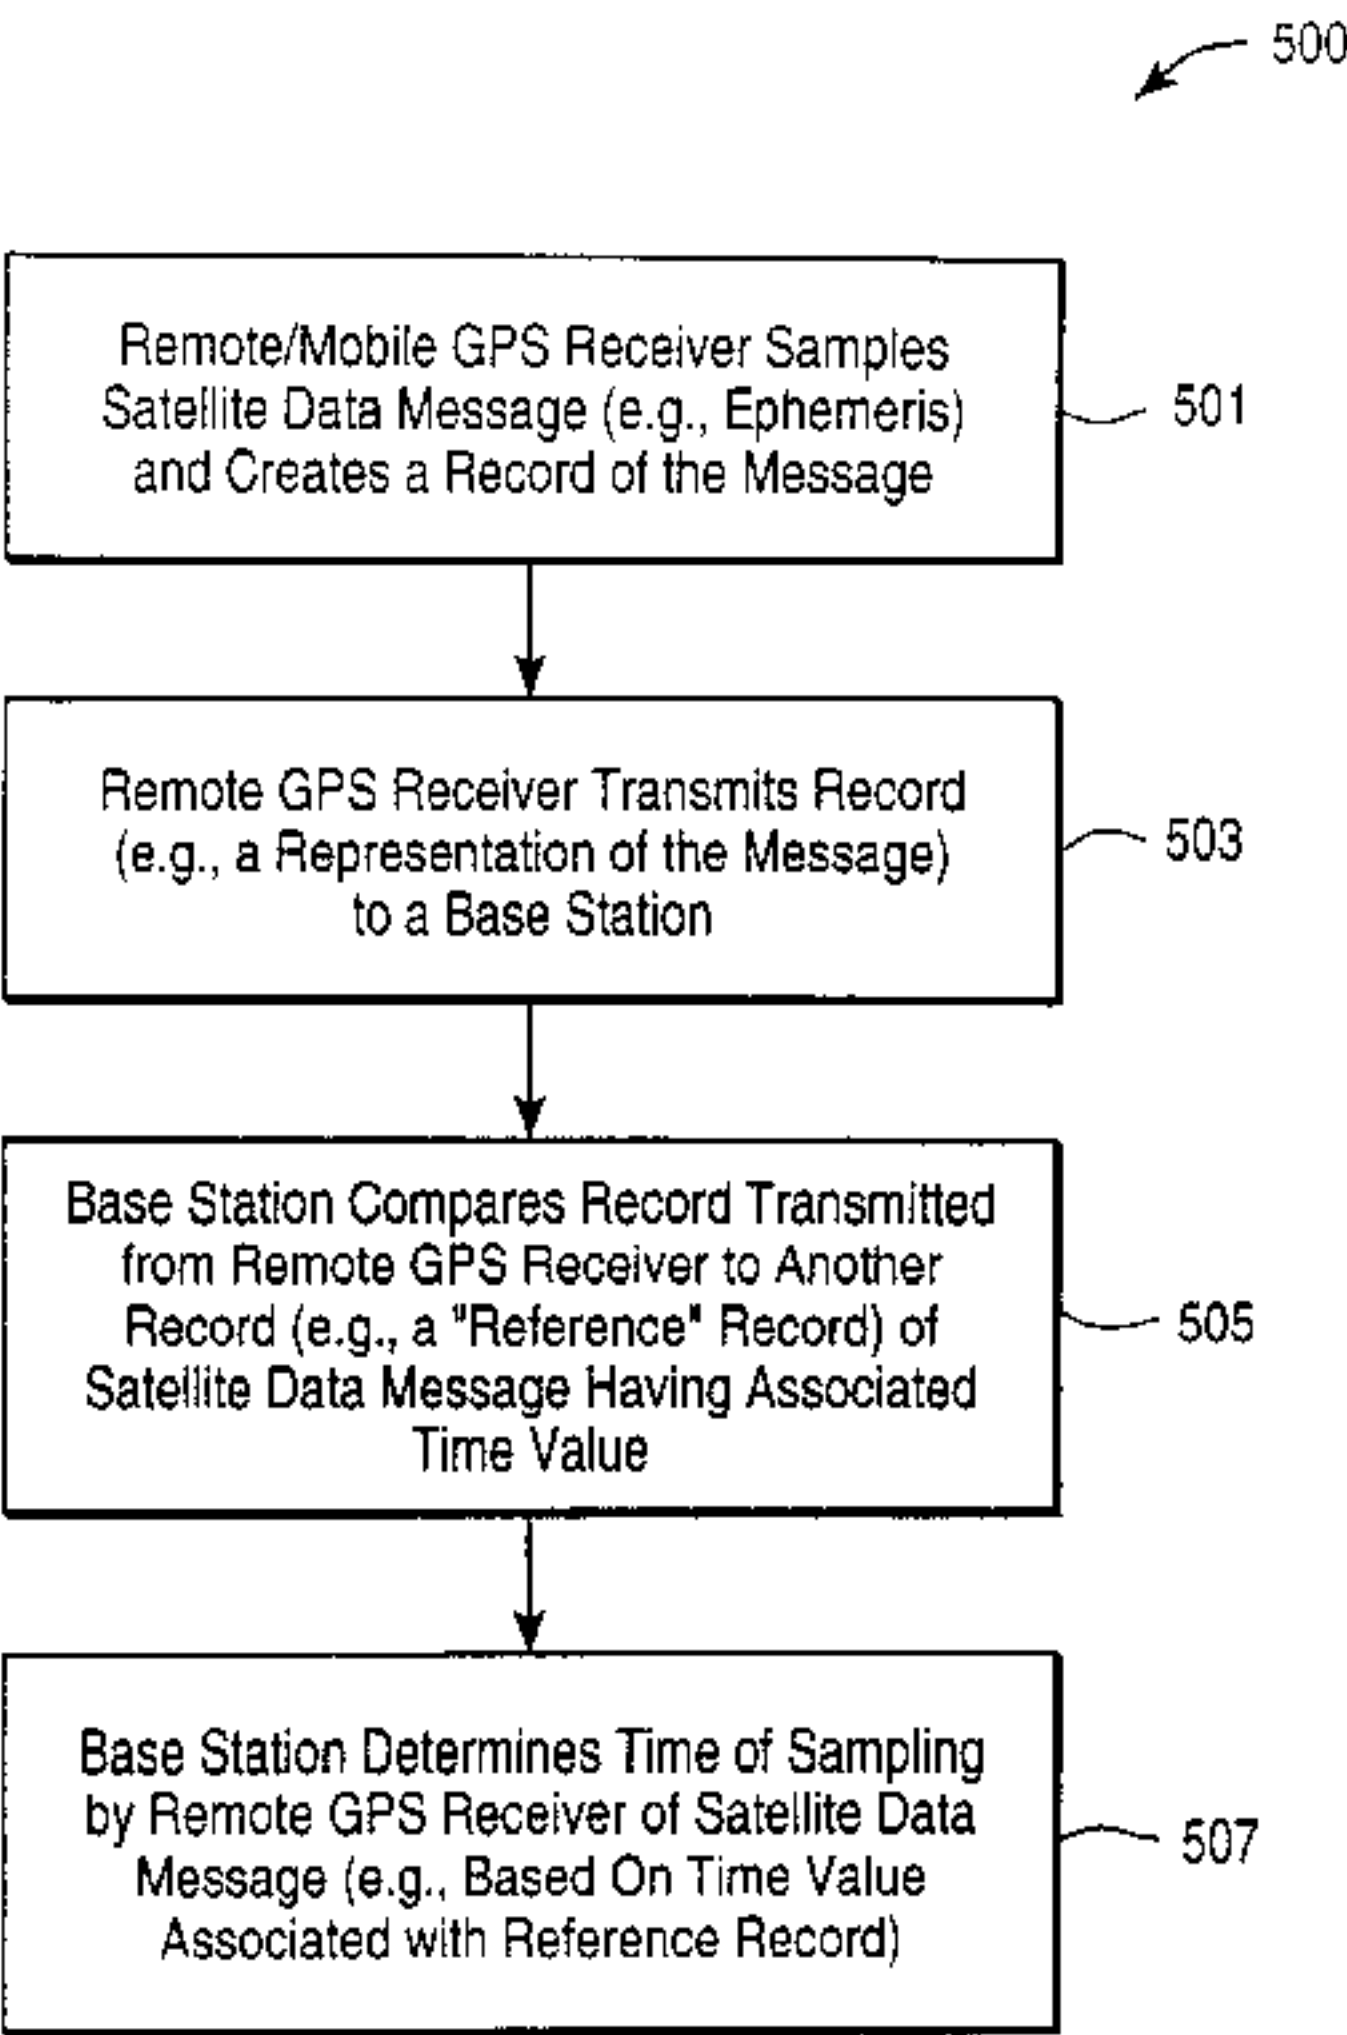 500
Remote/Mobile GPS Receiver Samples
Satellite Data Message (e.g., Ephemeris)
and Creates a Record of the Message
501
Remote GPS Receiver Transmits Record
(e.g., a Representation of the Message)
to a Base Station
503
Base Station Compares Record Transmitted
from Remote GPS Receiver to Another
Record (e.g., a "Reference" Record) of
Satellite Data Message Having Associated
Time Value
505
Base Station Determines Time of Sampling
by Remote GPS Receiver of Satellite Data
Message (e.g., Based On Time Value
Associated with Reference Record)
507